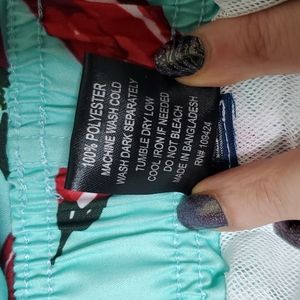 100% POLYESTER
MACHINE WASH COLD
WASH DARK SEPARATELY
TUMBLE DRY LOW
COOL IRON IF NEEDED
DO NOT BLEACH
MADE IN BANGLADESH
RN# 109424